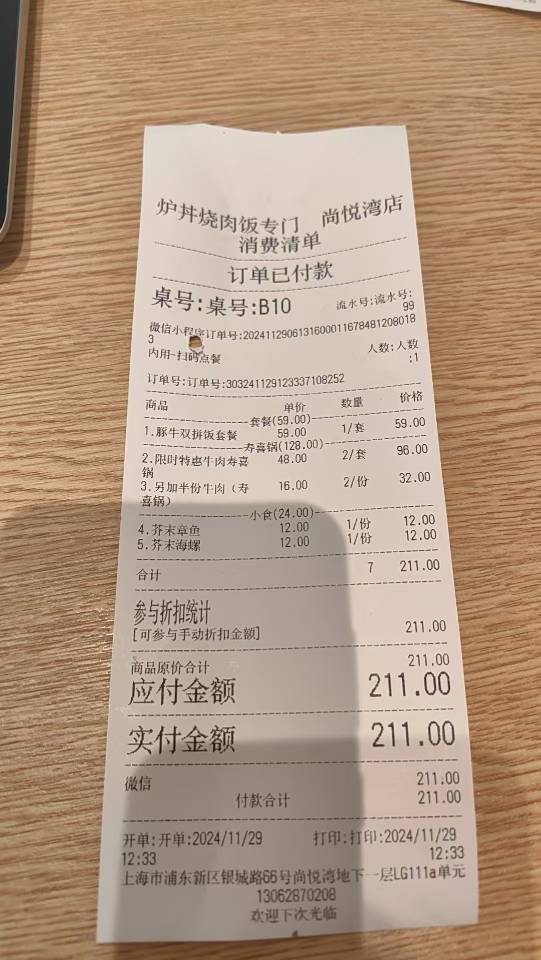 炉丼烧肉饭专门 尚悦湾店
消费清单
订单已付款
桌号:桌号:B10 流水号:流水号:
99
微信小程序订单号:2024112906131600011678481208018
3
内用-扫码点餐 人数:人数
:1
订单号:订单号:303241129123337108252
商品 单价 数量 价格
套餐(59.00)
1.豚牛双拼饭套餐 59.00 1/套 59.00
寿喜锅(128.00)
2.限时特惠牛肉寿喜 48.00 2/套 96.00
锅
3.另加半份牛肉(寿 16.00 2/份 32.00
喜锅)
小食(24.00)
4.芥末章鱼 12.00 1/份 12.00
5.芥末海螺 12.00 1/份 12.00
合计 7 211.00
参与折扣统计
[可参与手动折扣金额] 211.00
商品原价合计 211.00
应付金额 211.00
实付金额 211.00
微信 211.00
付款合计 211.00
开单:开单:2024/11/29 打印:打印:2024/11/29
12:33 12:33
上海市浦东新区银城路66号尚悦湾地下一层LG111a单元
13062870208
欢迎下次光临